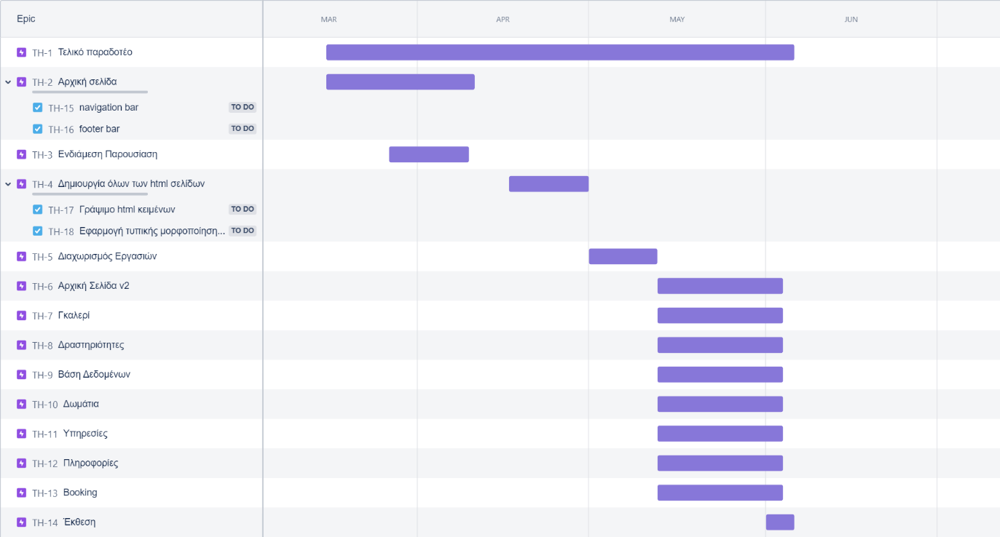 Epic
MAR APR MAY JUN
TH-1 Τελικό παραδοτέο
TH-2 Αρχική σελίδα
TH-15 navigation bar TO DO
TH-16 footer bar TO DO
TH-3 Ενδιάμεση Παρουσίαση
TH-4 Δημιουργία όλων των html σελίδων
TH-17 Γράψιμο html κειμένων TO DO
TH-18 Εφαρμογή τυπικής μορφοποίηση... TO DO
TH-5 Διαχωρισμός Εργασιών
TH-6 Αρχική Σελίδα v2
TH-7 Γκαλερί
TH-8 Δραστηριότητες
TH-9 Βάση Δεδομένων
TH-10 Δωμάτια
TH-11 Υπηρεσίες
TH-12 Πληροφορίες
TH-13 Booking
TH-14 Έκθεση